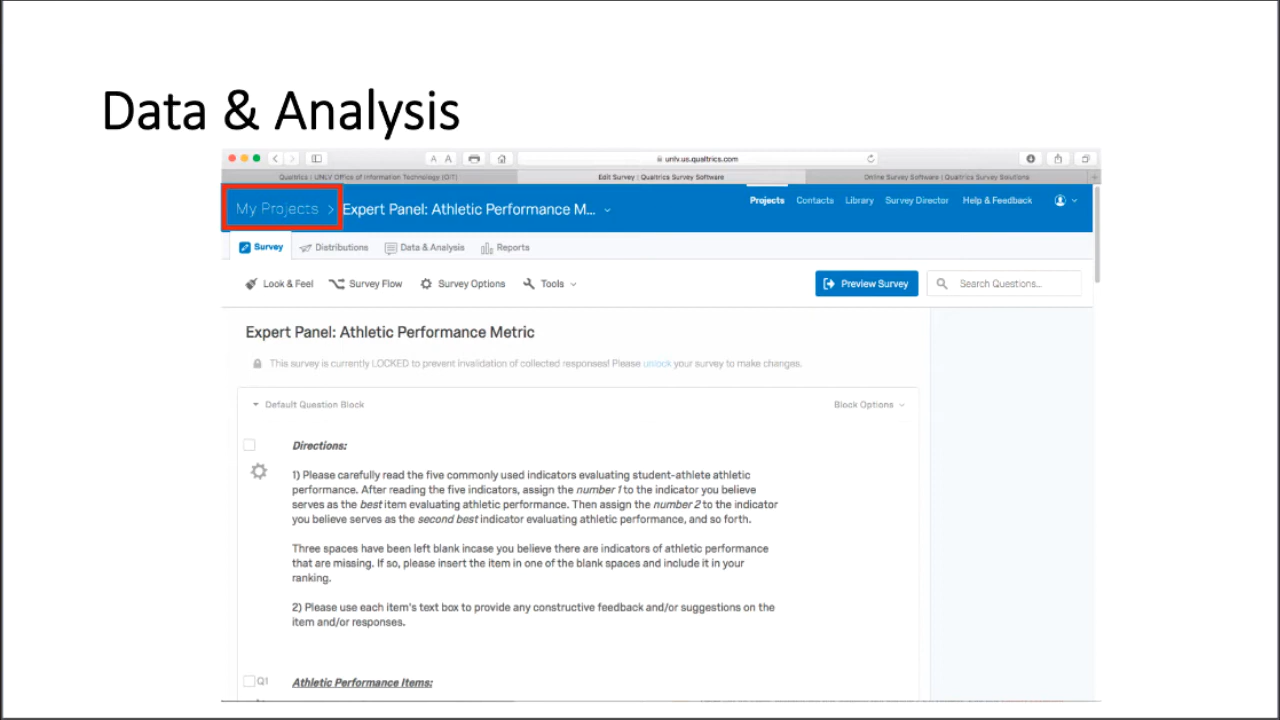 Data & Analysis
A A
unlv.us.qualtrics.com
Qualtrics | UNLV Office of Information Technology (OIT)
Edit Survey | Qualtrics Survey Software
Online Survey Software | Qualtrics Survey Solutions
My Projects > Expert Panel: Athletic Performance M...
Projects Contacts Library Survey Director Help & Feedback
Survey Distributions Data & Analysis Reports
Look & Feel Survey Flow Survey Options Tools
Preview Survey Search Questions...
Expert Panel: Athletic Performance Metric
This survey is currently LOCKED to prevent invalidation of collected responses! Please unlock your survey to make changes.
Default Question Block Block Options
Directions:
1) Please carefully read the five commonly used indicators evaluating student-athlete athletic
performance. After reading the five indicators, assign the number 1 to the indicator you believe
serves as the best item evaluating athletic performance. Then assign the number 2 to the indicator
you believe serves as the second best indicator evaluating athletic performance, and so forth.
Three spaces have been left blank incase you believe there are indicators of athletic performance
that are missing. If so, please insert the item in one of the blank spaces and include it in your
ranking.
2) Please use each item's text box to provide any constructive feedback and/or suggestions on the
item and/or responses.
Q1 Athletic Performance Items: